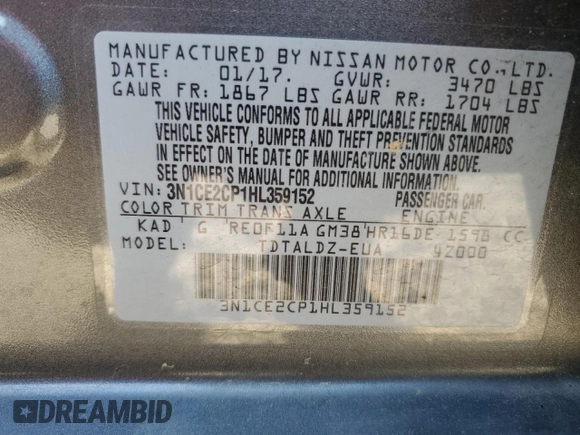 MANUFACTURED BY NISSAN MOTOR CO., LTD.
DATE: 01/17. GVWR: 3470 LBS
GAWR FR: 1867 LBS GAWR RR: 1704 LBS
THIS VEHICLE CONFORMS TO ALL APPLICABLE FEDERAL MOTOR
VEHICLE SAFETY, BUMPER AND THEFT PREVENTION STANDARDS
IN EFFECT ON THE DATE OF MANUFACTURE SHOWN ABOVE.
SEE OWNER'S MANUAL FOR ADDITIONAL INFORMATION.
VIN: 3N1CE2CP1HL359152 PASSENGER CAR.
COLOR TRIM TRANS AXLE ENGINE
KAD G RE0F11A GM38 HR16DE 1598 CC
MODEL: TDTALDZ-EUA 42000
3N1CE2CP1HL359152
DREAMBID